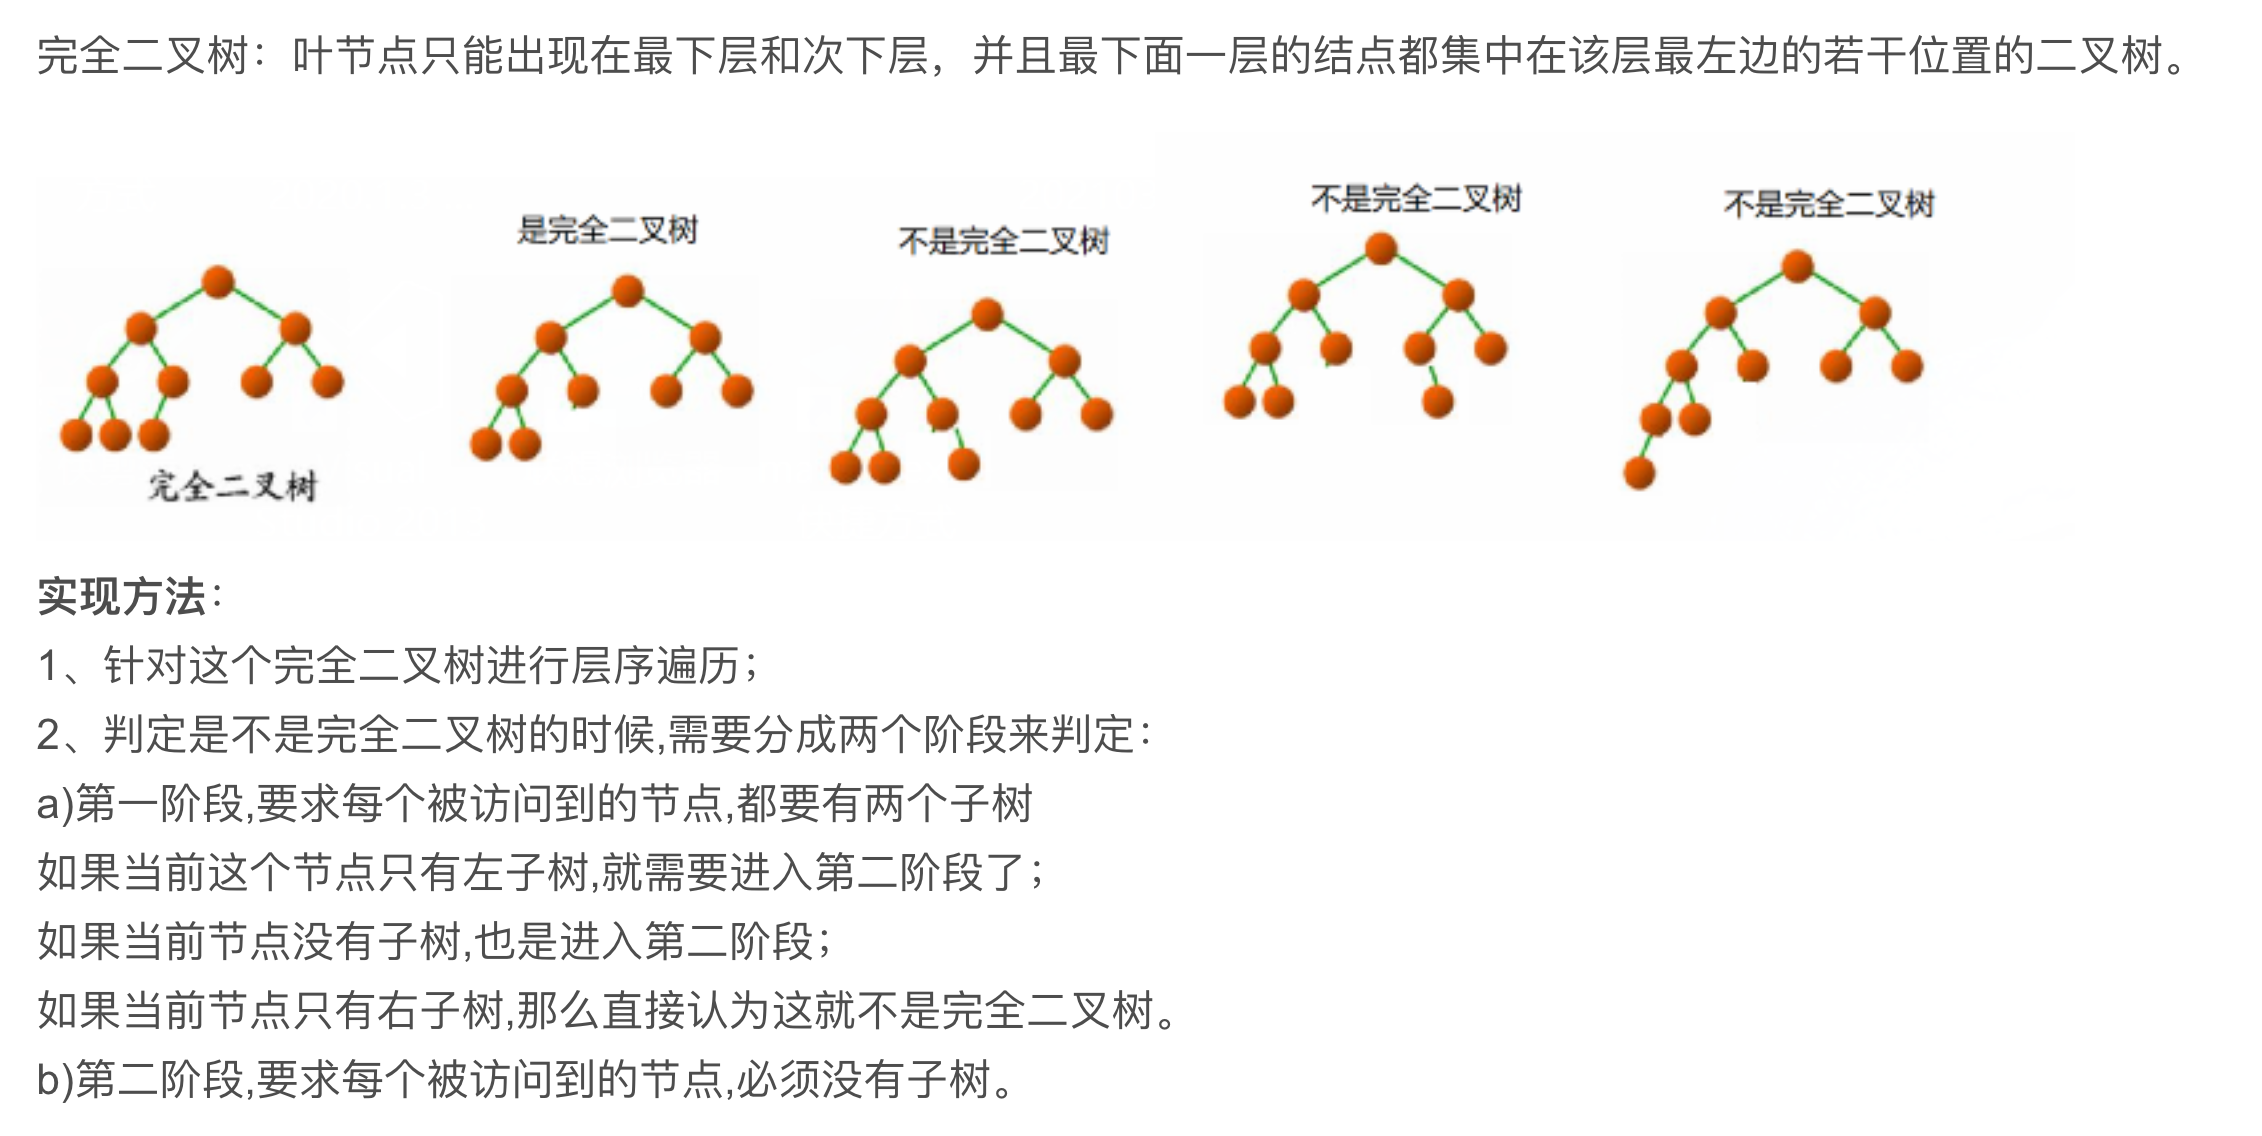 完全二叉树：叶节点只能出现在最下层和次下层，并且最下面一层的结点都集中在该层最左边的若干位置的二叉树。
是完全二叉树
不是完全二叉树
不是完全二叉树
不是完全二叉树
完全二叉树
实现方法：
1、针对这个完全二叉树进行层序遍历；
2、判定是不是完全二叉树的时候,需要分成两个阶段来判定：
a)第一阶段,要求每个被访问到的节点,都要有两个子树
如果当前这个节点只有左子树,就需要进入第二阶段了；
如果当前节点没有子树,也是进入第二阶段；
如果当前节点只有右子树,那么直接认为这就不是完全二叉树。
b)第二阶段,要求每个被访问到的节点,必须没有子树。